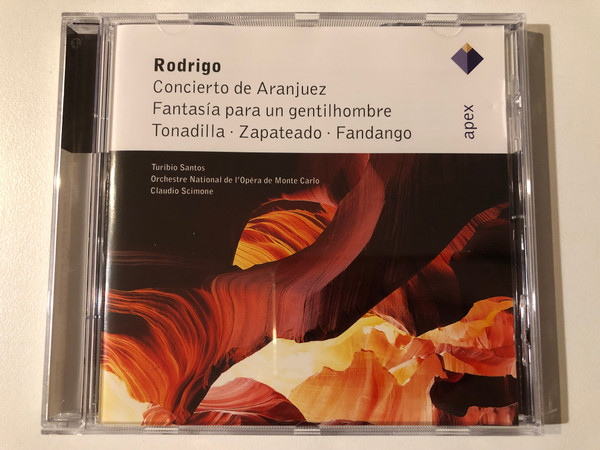 Rodrigo
Concierto de Aranjuez
Fantasía para un gentilhombre
Tonadilla · Zapateado · Fandango
apex
Turibio Santos
Orchestre National de l'Opéra de Monte Carlo
Claudio Scimone